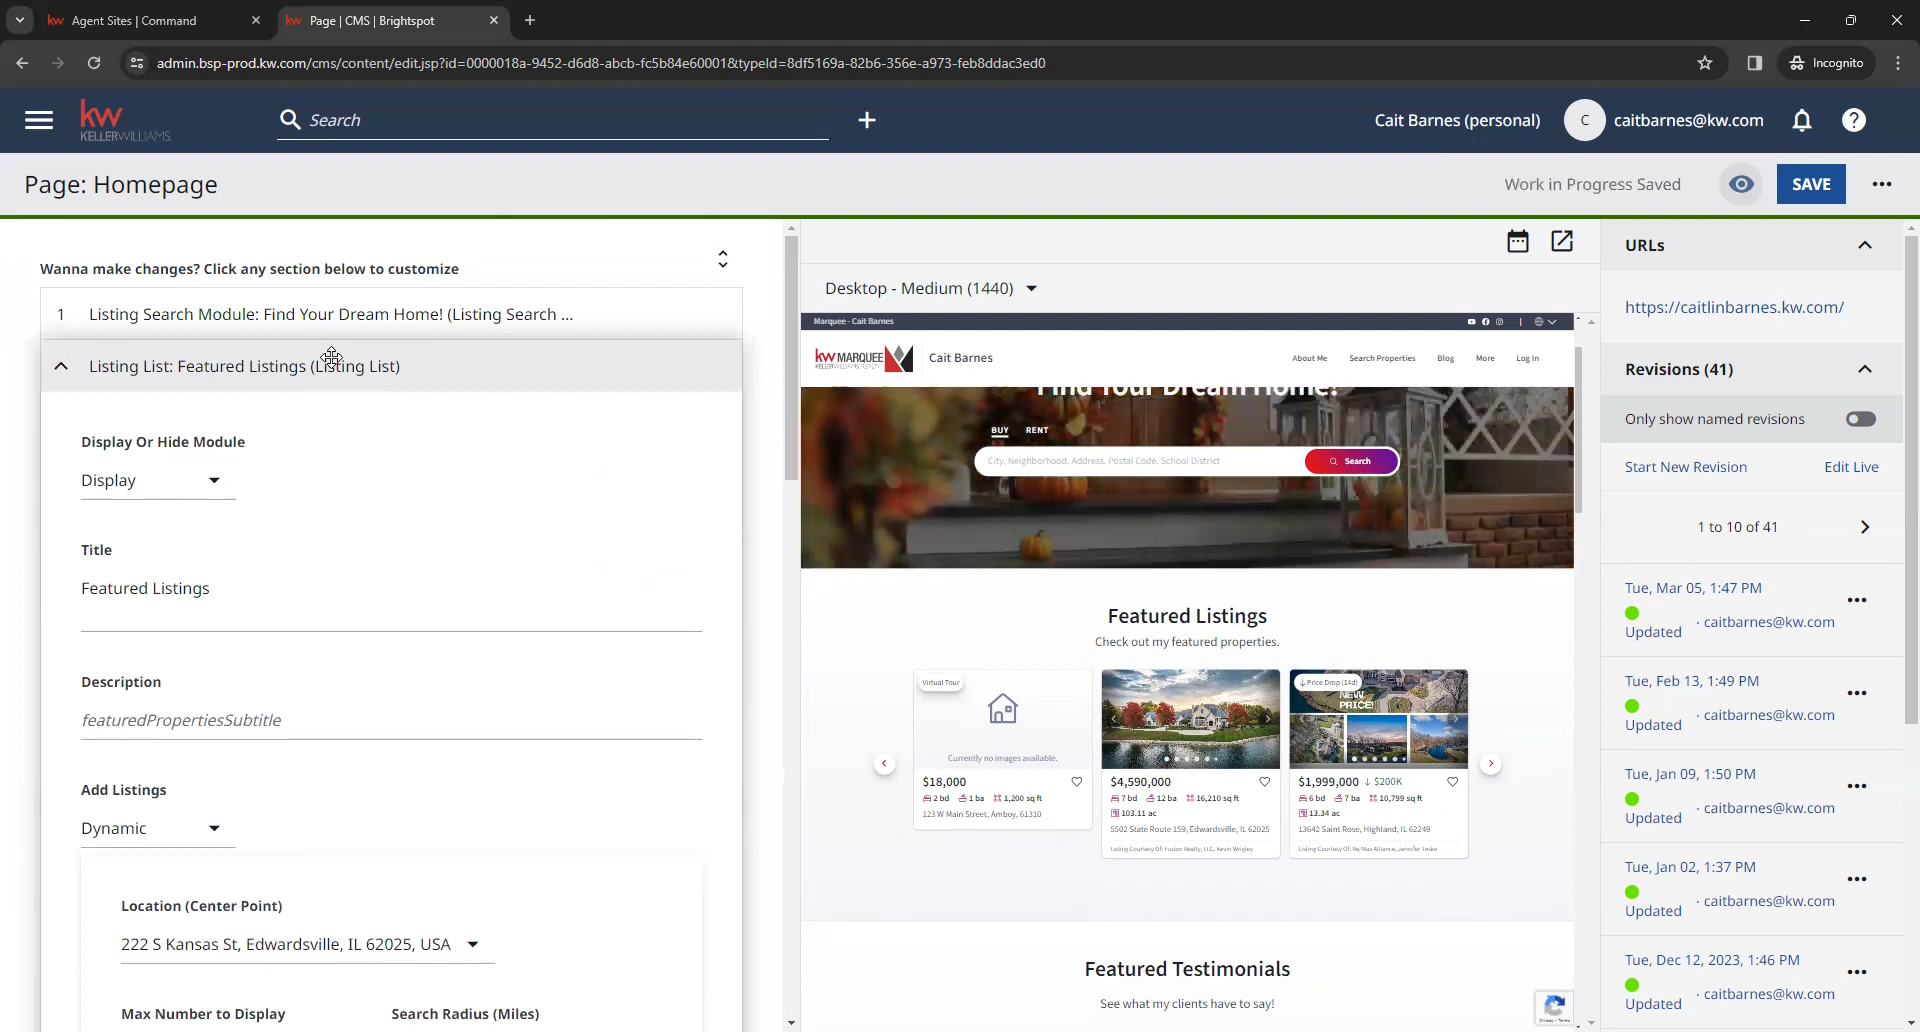 kw Agent Sites | Command
kw Page | CMS | Brightspot
admin.bsp-prod.kw.com/cms/content/edit.jsp?id=0000018a-9452-d6d8-abcb-fc5b84e60001&typeId=8df5169a-82b6-356e-a973-feb8ddac3ed0
Incognito
kw
KELLERWILLIAMS.
Search
Cait Barnes (personal)
C
caitbarnes@kw.com
Page: Homepage
Work in Progress Saved
SAVE
Wanna make changes? Click any section below to customize
1 Listing Search Module: Find Your Dream Home! (Listing Search ...
Listing List: Featured Listings (Listing List)
Display Or Hide Module
Display
Title
Featured Listings
Description
featuredPropertiesSubtitle
Add Listings
Dynamic
Location (Center Point)
222 S Kansas St, Edwardsville, IL 62025, USA
Max Number to Display
Search Radius (Miles)
Desktop - Medium (1440)
Marquee - Cait Barnes
kw MARQUEE
KELLERWILLIAMS REALTY
Cait Barnes
About Me
Search Properties
Blog
More
Log In
Find Your Dream Home!
BUY
RENT
City, Neighborhood, Address, Postal Code, School District
Search
Featured Listings
Check out my featured properties.
Virtual Tour
Currently no images available.
$18,000
2 bd 1 ba 1,200 sq ft
123 W Main Street, Amboy, 61310
$4,590,000
7 bd 12 ba 16,210 sq ft
103.11 ac
5502 State Route 159, Edwardsville, IL 62025
Listing Courtesy Of: Fusion Realty, LLC, Kevin Wrigley
↓ Price Drop (14d)
NEW
PRICE!
$1,999,000 ↓ $200K
6 bd 7 ba 10,799 sq ft
13.34 ac
13642 Saint Rose, Highland, IL 62249
Listing Courtesy Of: Re/Max Alliance, Jennifer Teske
Featured Testimonials
See what my clients have to say!
Privacy - Terms
URLs
https://caitlinbarnes.kw.com/
Revisions (41)
Only show named revisions
Start New Revision
Edit Live
1 to 10 of 41
Tue, Mar 05, 1:47 PM
Updated · caitbarnes@kw.com
Tue, Feb 13, 1:49 PM
Updated · caitbarnes@kw.com
Tue, Jan 09, 1:50 PM
Updated · caitbarnes@kw.com
Tue, Jan 02, 1:37 PM
Updated · caitbarnes@kw.com
Tue, Dec 12, 2023, 1:46 PM
Updated · caitbarnes@kw.com